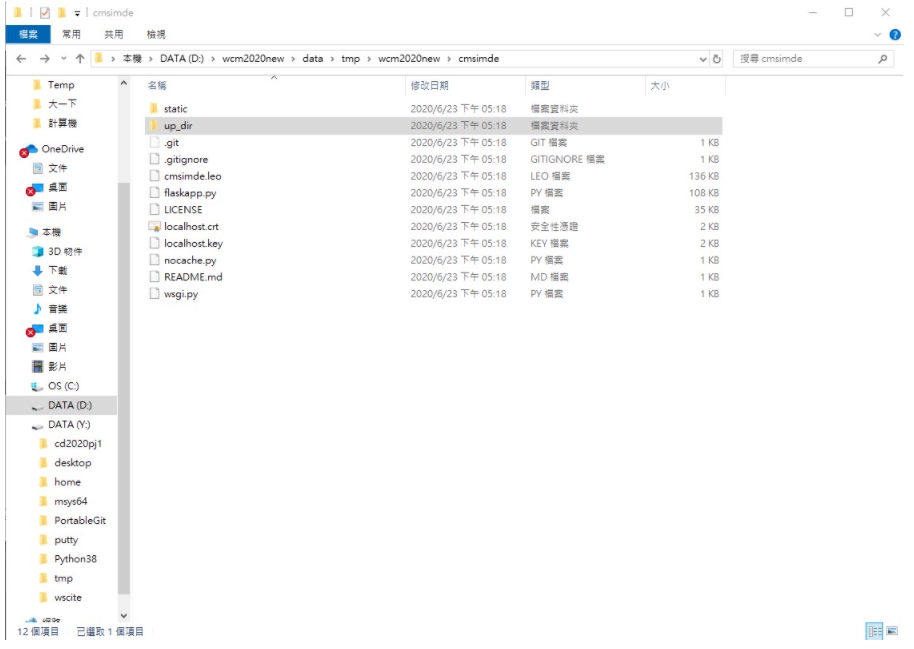 cmsimde
檔案 常用 共用 檢視
本機 > DATA (D:) > wcm2020new > data > tmp > wcm2020new > cmsimde
搜尋 cmsimde
Temp
大一下
計算機
OneDrive
文件
桌面
圖片
本機
3D 物件
下載
文件
音樂
桌面
圖片
影片
OS (C:)
DATA (D:)
DATA (Y:)
cd2020pj1
desktop
home
msys64
PortableGit
putty
Python38
tmp
wscite
名稱 修改日期 類型 大小
static 2020/6/23 下午 05:18 檔案資料夾
up_dir 2020/6/23 下午 05:18 檔案資料夾
.git 2020/6/23 下午 05:18 GIT 檔案 1 KB
.gitignore 2020/6/23 下午 05:18 GITIGNORE 檔案 1 KB
cmsimde.leo 2020/6/23 下午 05:18 LEO 檔案 136 KB
flaskapp.py 2020/6/23 下午 05:18 PY 檔案 108 KB
LICENSE 2020/6/23 下午 05:18 檔案 35 KB
localhost.crt 2020/6/23 下午 05:18 安全性憑證 2 KB
localhost.key 2020/6/23 下午 05:18 KEY 檔案 2 KB
nocache.py 2020/6/23 下午 05:18 PY 檔案 1 KB
README.md 2020/6/23 下午 05:18 MD 檔案 1 KB
wsgi.py 2020/6/23 下午 05:18 PY 檔案 1 KB
12 個項目 已選取 1 個項目